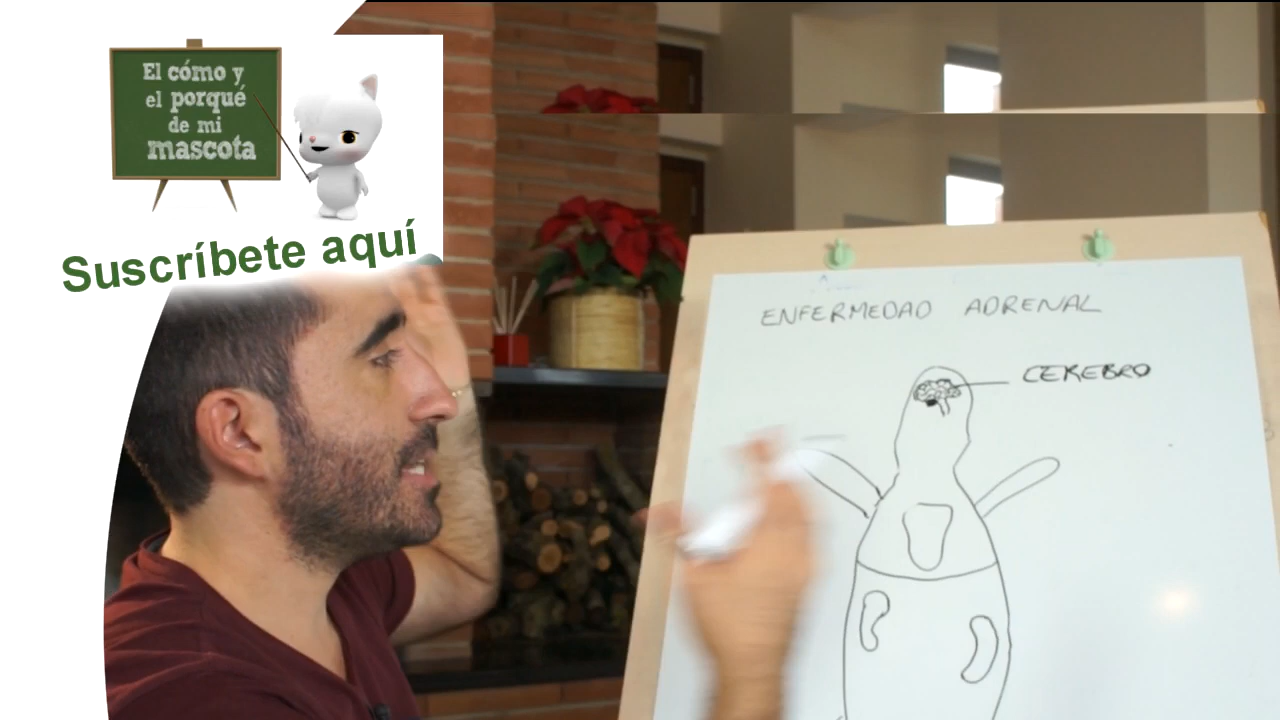 El cómo y
el porqué
de mi
mascota
Suscríbete aquí
ENFERMEDAD ADRENAL
CEREBRO